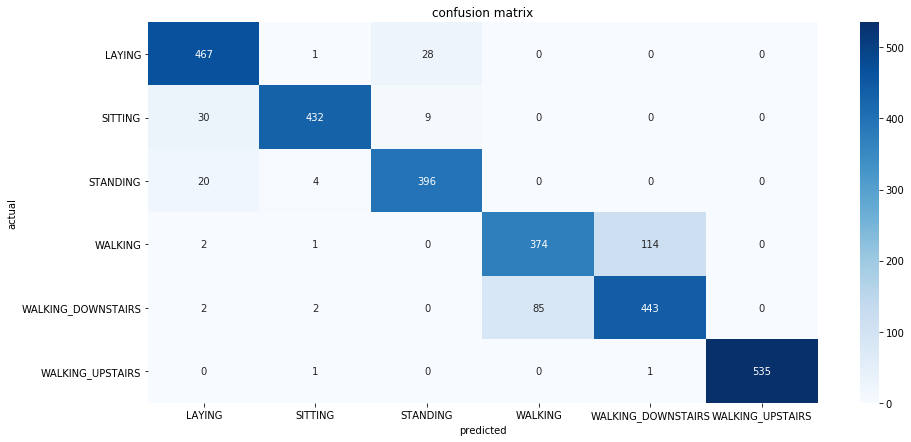 confusion matrix
LAYING 467 1 28 0 0 0
SITTING 30 432 9 0 0 0
STANDING 20 4 396 0 0 0
WALKING 2 1 0 374 114 0
WALKING_DOWNSTAIRS 2 2 0 85 443 0
WALKING_UPSTAIRS 0 1 0 0 1 535
LAYING SITTING STANDING WALKING WALKING_DOWNSTAIRS WALKING_UPSTAIRS
predicted
actual
500
400
300
200
100
0